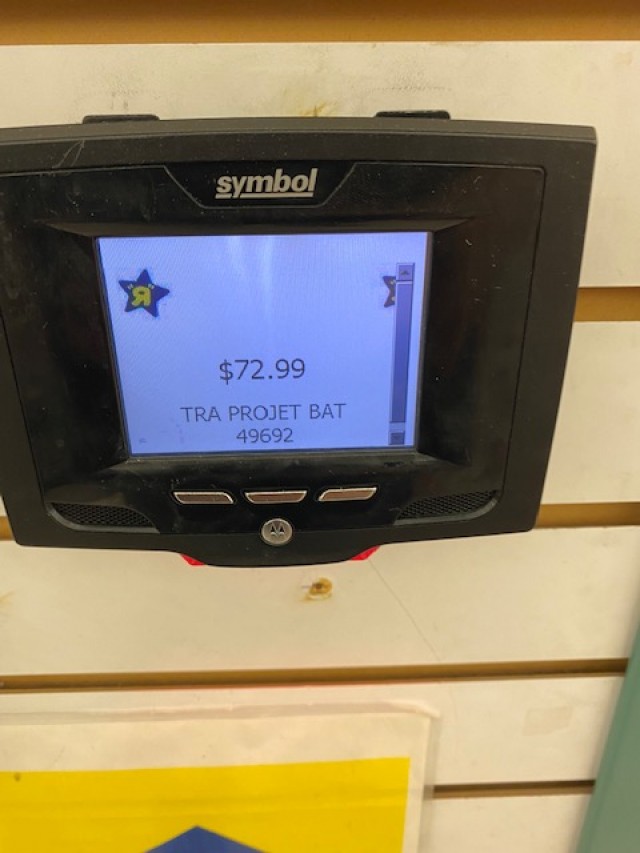 symbol
"R"
$72.99
TRA PROJET BAT
49692